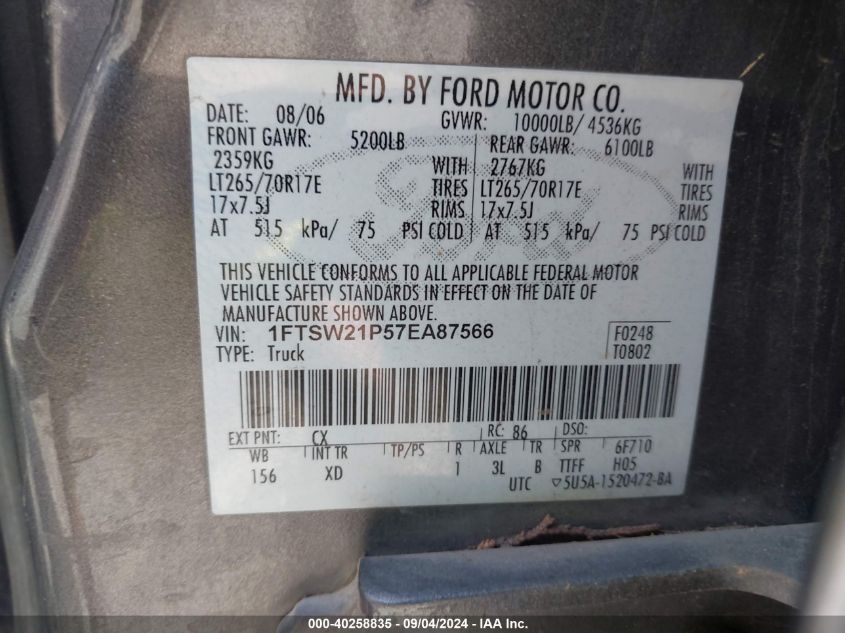 MFD. BY FORD MOTOR CO.
DATE: 08/06 GVWR: 10000LB/ 4536KG
FRONT GAWR: 5200LB REAR GAWR: 6100LB
2359KG WITH 2767KG WITH
LT265/70R17E TIRES LT265/70R17E TIRES
17x7.5J RIMS 17x7.5J RIMS
AT 515 kPa/ 75 PSI COLD AT 515 kPa/ 75 PSI COLD
THIS VEHICLE CONFORMS TO ALL APPLICABLE FEDERAL MOTOR
VEHICLE SAFETY STANDARDS IN EFFECT ON THE DATE OF
MANUFACTURE SHOWN ABOVE.
VIN: 1FTSW21P57EA87566 F0248
TYPE: Truck T0802
EXT PNT: CX RC: 86 DSO:
WB INT TR TP/PS R AXLE TR SPR 6F710
156 XD 1 3L B TTFF H05
UTC ▽5U5A-1520472-BA
000-40258835 - 09/04/2024 - IAA Inc.